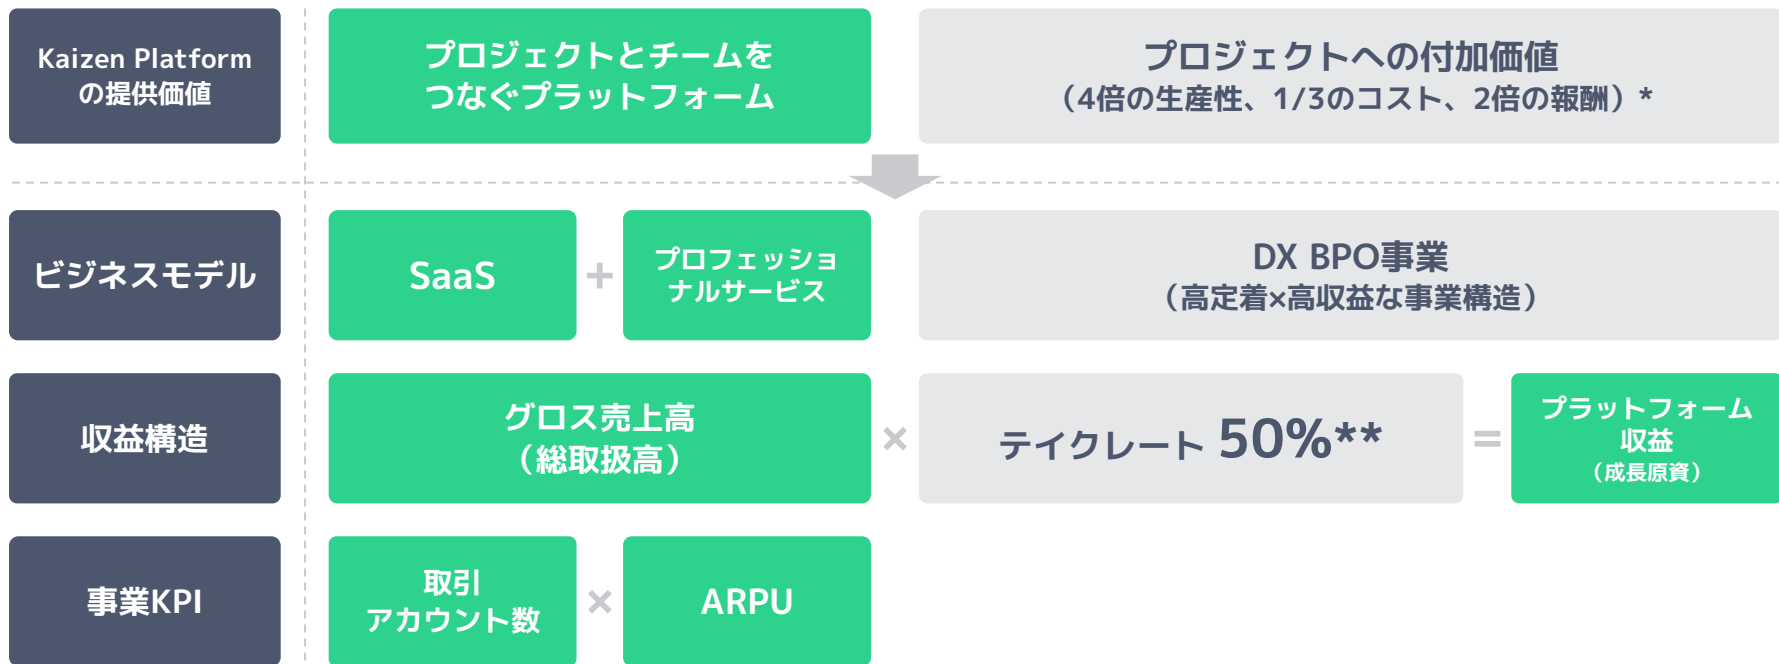 Kaizen Platform
の提供価値
プロジェクトとチームを
つなぐプラットフォーム
プロジェクトへの付加価値
（4倍の生産性、1/3のコスト、2倍の報酬）*
ビジネスモデル
SaaS
+
プロフェッショ
ナルサービス
DX BPO事業
（高定着×高収益な事業構造）
収益構造
グロス売上高
（総取扱高）
×
テイクレート 50%**
=
プラットフォーム
収益
（成長原資）
事業KPI
取引
アカウント数
×
ARPU